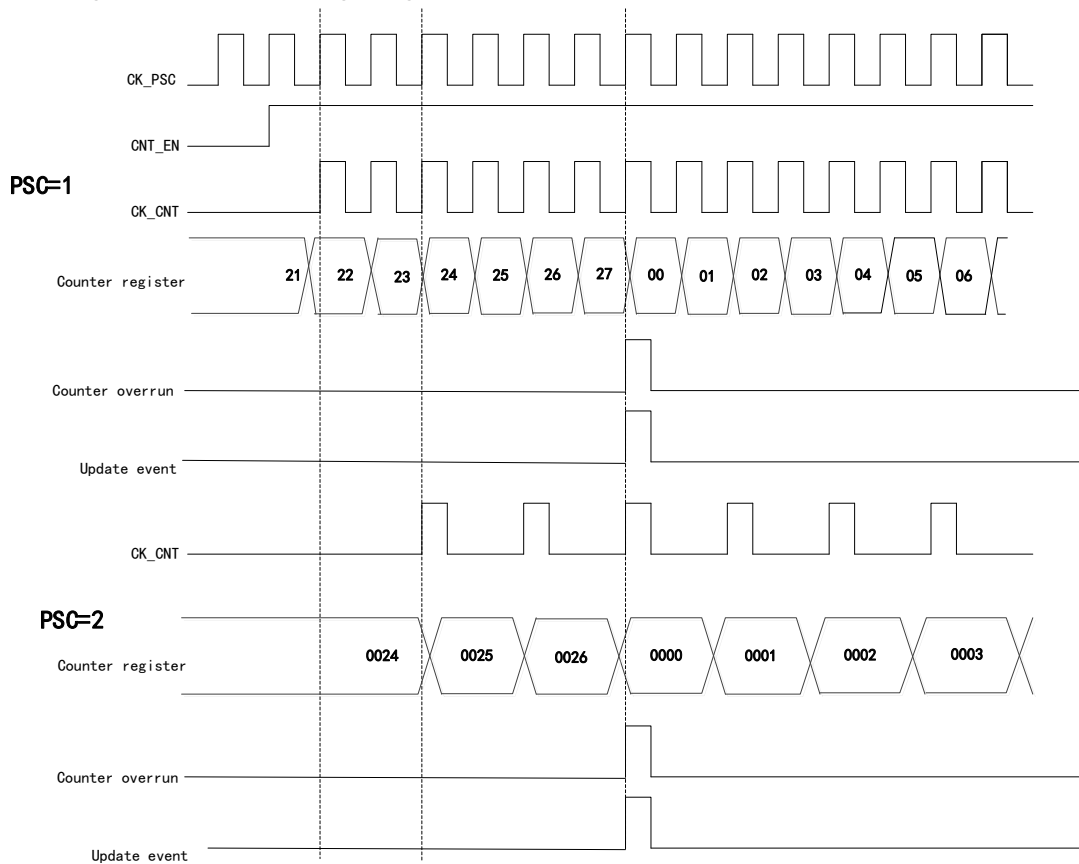 CK_PSC
CNT_EN
PSC=1
CK_CNT
Counter register 21 22 23 24 25 26 27 00 01 02 03 04 05 06
Counter overrun
Update event
CK_CNT
PSC=2
Counter register 0024 0025 0026 0000 0001 0002 0003
Counter overrun
Update event